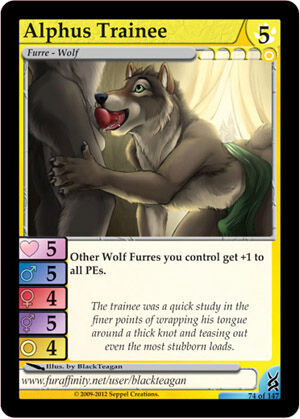 Alphus Trainee 5
Furre - Wolf
5
5
4
5
4
Other Wolf Furres you control get +1 to
all PEs.
The trainee was a quick study in the
finer points of wrapping his tongue
around a thick knot and teasing out
even the most stubborn loads.
Illus. by BlackTeagan
www.furaffinity.net/user/blackteagan
©2009-2012 Seppel Creations.
74 of 147